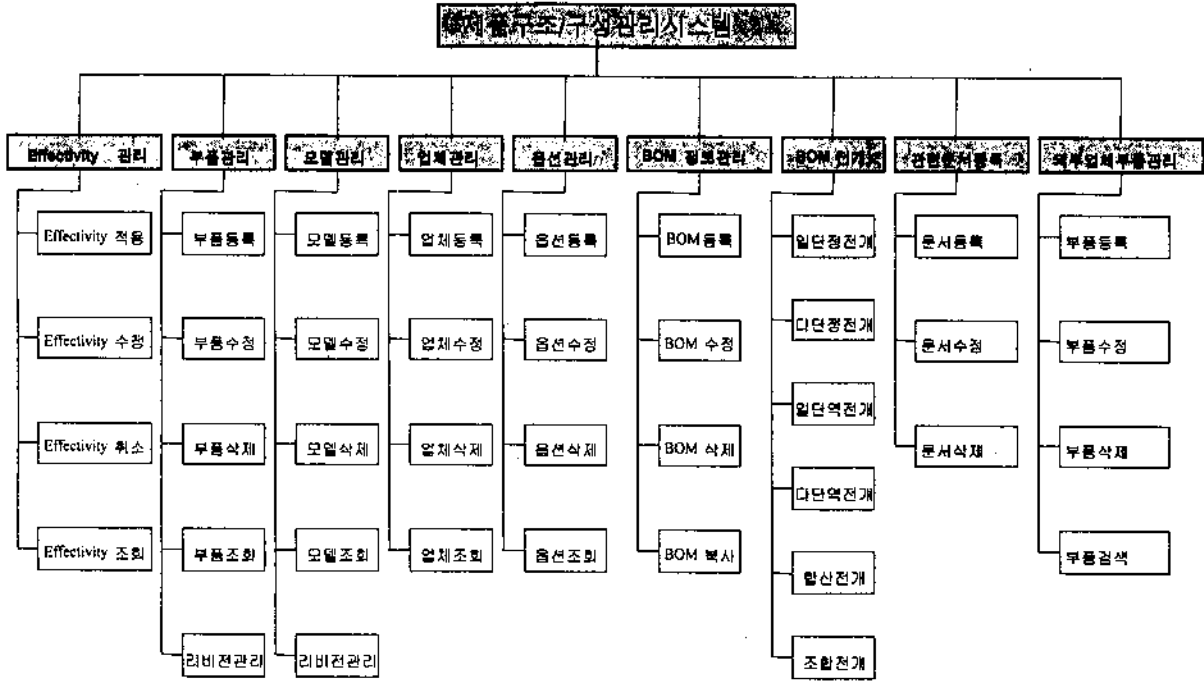 제품구조/구성관리시스템
Effectivity 관리
부품관리
모델관리
업체관리
옵션관리
BOM 정보관리
BOM 전개
관련문서등록
외부업체부품관리
Effectivity 적용
부품등록
모델등록
업체등록
옵션등록
BOM등록
일단정전개
문서등록
부품등록
Effectivity 수정
부품수정
모델수정
업체수정
옵션수정
BOM 수정
다단정전개
문서수정
부품수정
Effectivity 취소
부품삭제
모델삭제
업체삭제
옵션삭제
BOM 삭제
일단역전개
문서삭제
부품삭제
다단역전개
Effectivity 조회
부품조회
모델조회
업체조회
옵션조회
BOM 복사
합산전개
부품검색
리비전관리
리비전관리
조합전개